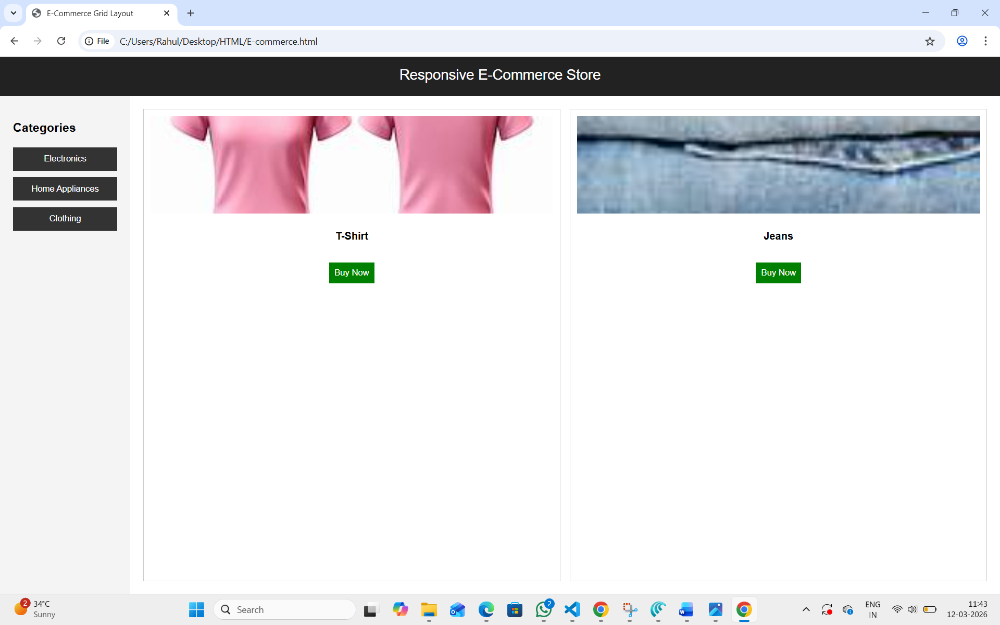 E-Commerce Grid Layout
File
C:/Users/Rahul/Desktop/HTML/E-commerce.html
Responsive E-Commerce Store
Categories
Electronics
Home Appliances
Clothing
T-Shirt
Buy Now
Jeans
Buy Now
2
34°C
Sunny
Search
2
ENG
IN
11:43
12-03-2026